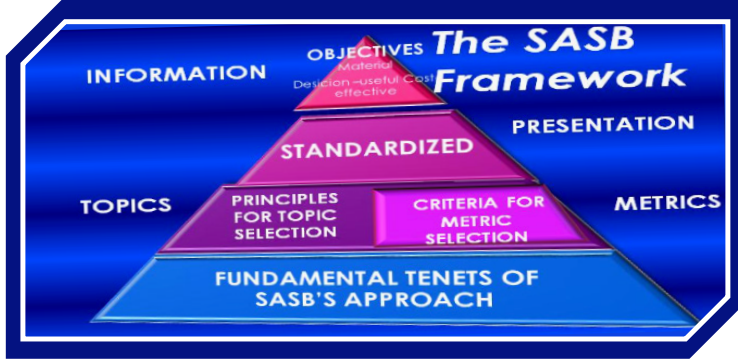 The SASB
Framework
OBJECTIVES
Material
Desicion –useful Cost
effective
INFORMATION
PRESENTATION
STANDARDIZED
TOPICS
PRINCIPLES
FOR TOPIC
SELECTION
CRITERIA FOR
METRIC
SELECTION
METRICS
FUNDAMENTAL TENETS OF
SASB'S APPROACH